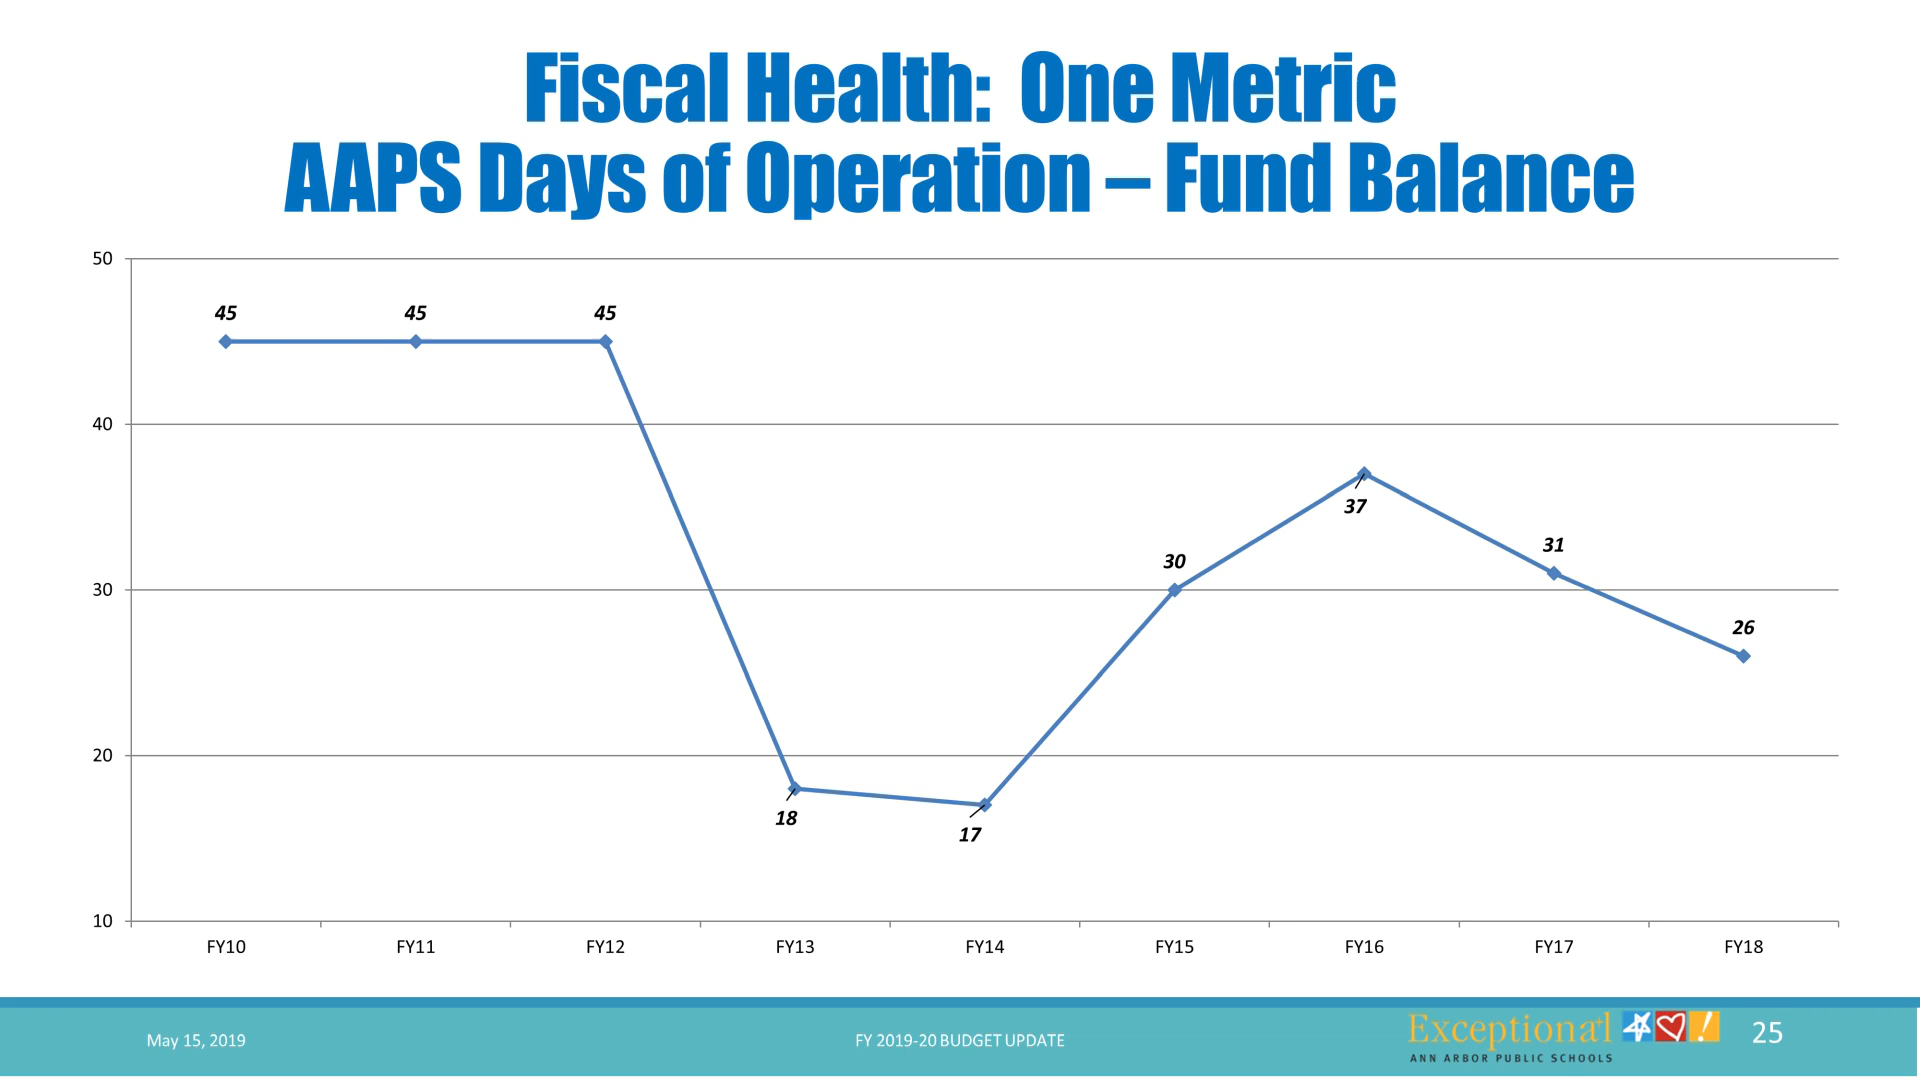 Fiscal Health: One Metric
AAPS Days of Operation – Fund Balance
50
40
30
20
10
45
45
45
18
17
30
37
31
26
FY10
FY11
FY12
FY13
FY14
FY15
FY16
FY17
FY18
May 15, 2019
FY 2019-20 BUDGET UPDATE
Exceptional
ANN ARBOR PUBLIC SCHOOLS
25